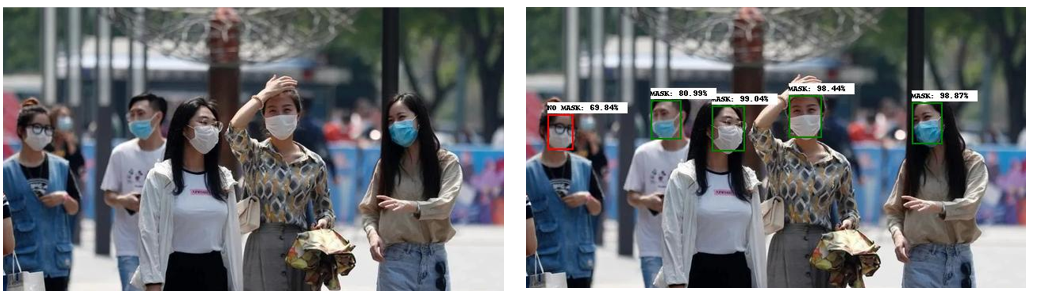 NO MASK: 69.84%
MASK: 80.99%
MASK: 99.04%
MASK: 98.44%
MASK: 98.87%